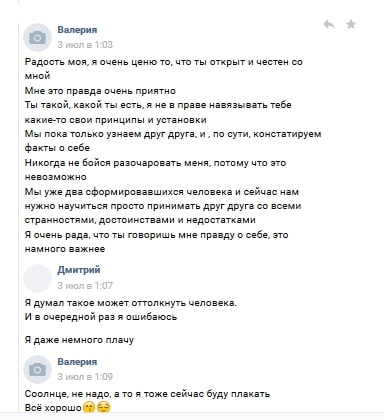 Валерия
3 июл в 1:03
Радость моя, я очень ценю то, что ты открыт и честен со
мной
Мне это правда очень приятно
Ты такой, какой ты есть, я не в праве навязывать тебе
какие-то свои принципы и установки
Мы пока только узнаем друг друга, и , по сути, констатируем
факты о себе
Никогда не бойся разочаровать меня, потому что это
невозможно
Мы уже два сформировавшихся человека и сейчас нам
нужно научиться просто принимать друг друга со всеми
странностями, достоинствами и недостатками
Я очень рада, что ты говоришь мне правду о себе, это
намного важнее
Дмитрий
3 июл в 1:07
Я думал такое может оттолкнуть человека.
И в очередной раз я ошибаюсь
Я даже немного плачу
Валерия
3 июл в 1:09
Соолнце, не надо, а то я тоже сейчас буду плакать
Всё хорошо